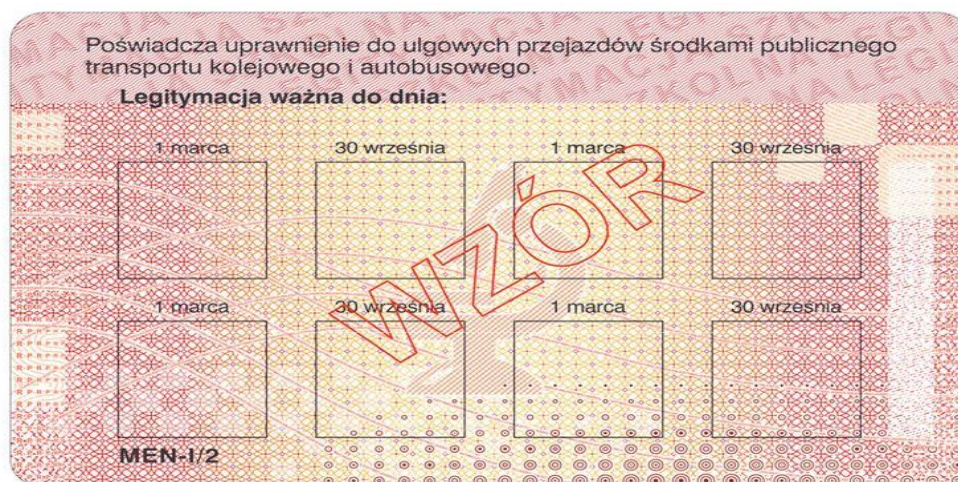 Poświadcza uprawnienie do ulgowych przejazdów środkami publicznego
transportu kolejowego i autobusowego.
Legitymacja ważna do dnia:
1 marca 30 września 1 marca 30 września
WZÓR
1 marca 30 września 1 marca 30 września
MEN-I/2